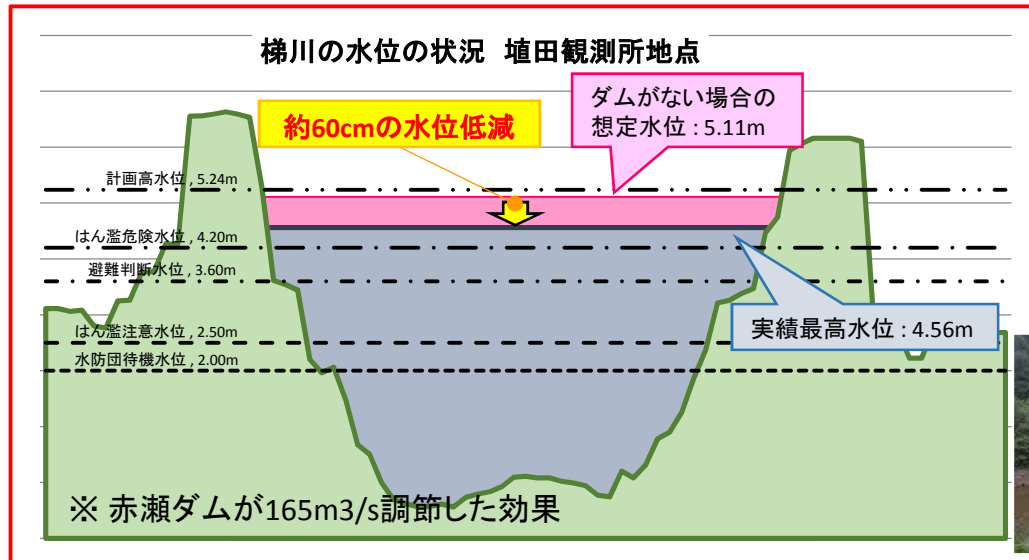 梯川の水位の状況 埴田観測所地点
ダムがない場合の
想定水位：5.11m
約60cmの水位低減
計画高水位 , 5.24m
はん濫危険水位 , 4.20m
避難判断水位 , 3.60m
はん濫注意水位 , 2.50m
水防団待機水位 , 2.00m
実績最高水位：4.56m
※ 赤瀬ダムが165m3/s調節した効果